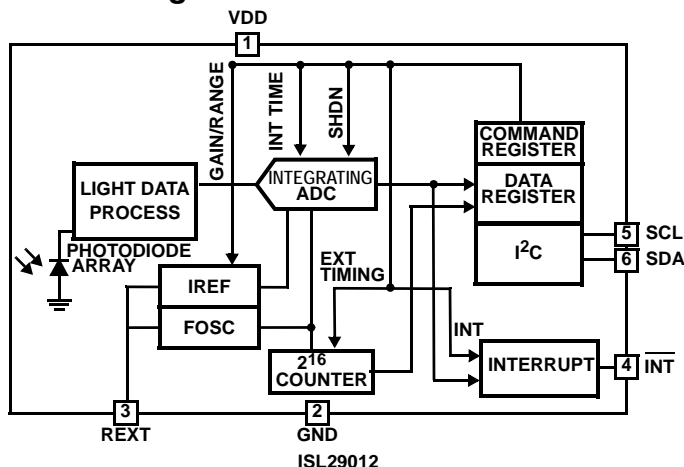 VDD
1
GAIN/RANGE
INT TIME
SHDN
COMMAND
REGISTER
LIGHT DATA
PROCESS
INTEGRATING
ADC
DATA
REGISTER
I2C
5 SCL
6 SDA
PHOTODIODE
ARRAY
EXT
TIMING
IREF
FOSC
INT
216
COUNTER
INTERRUPT
4 INT
3
REXT
2
GND
ISL29012